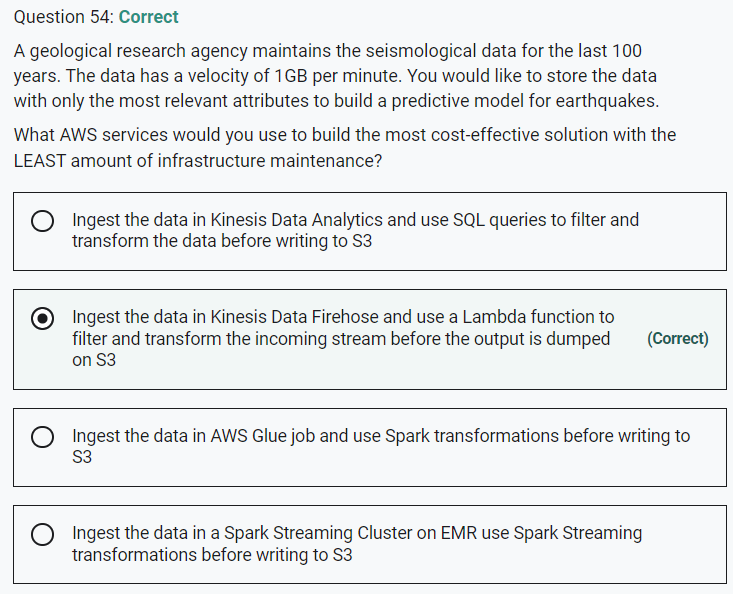 Question 54: Correct
A geological research agency maintains the seismological data for the last 100
years. The data has a velocity of 1GB per minute. You would like to store the data
with only the most relevant attributes to build a predictive model for earthquakes.
What AWS services would you use to build the most cost-effective solution with the
LEAST amount of infrastructure maintenance?
Ingest the data in Kinesis Data Analytics and use SQL queries to filter and
transform the data before writing to S3
Ingest the data in Kinesis Data Firehose and use a Lambda function to
filter and transform the incoming stream before the output is dumped
on S3
(Correct)
Ingest the data in AWS Glue job and use Spark transformations before writing to
S3
Ingest the data in a Spark Streaming Cluster on EMR use Spark Streaming
transformations before writing to S3